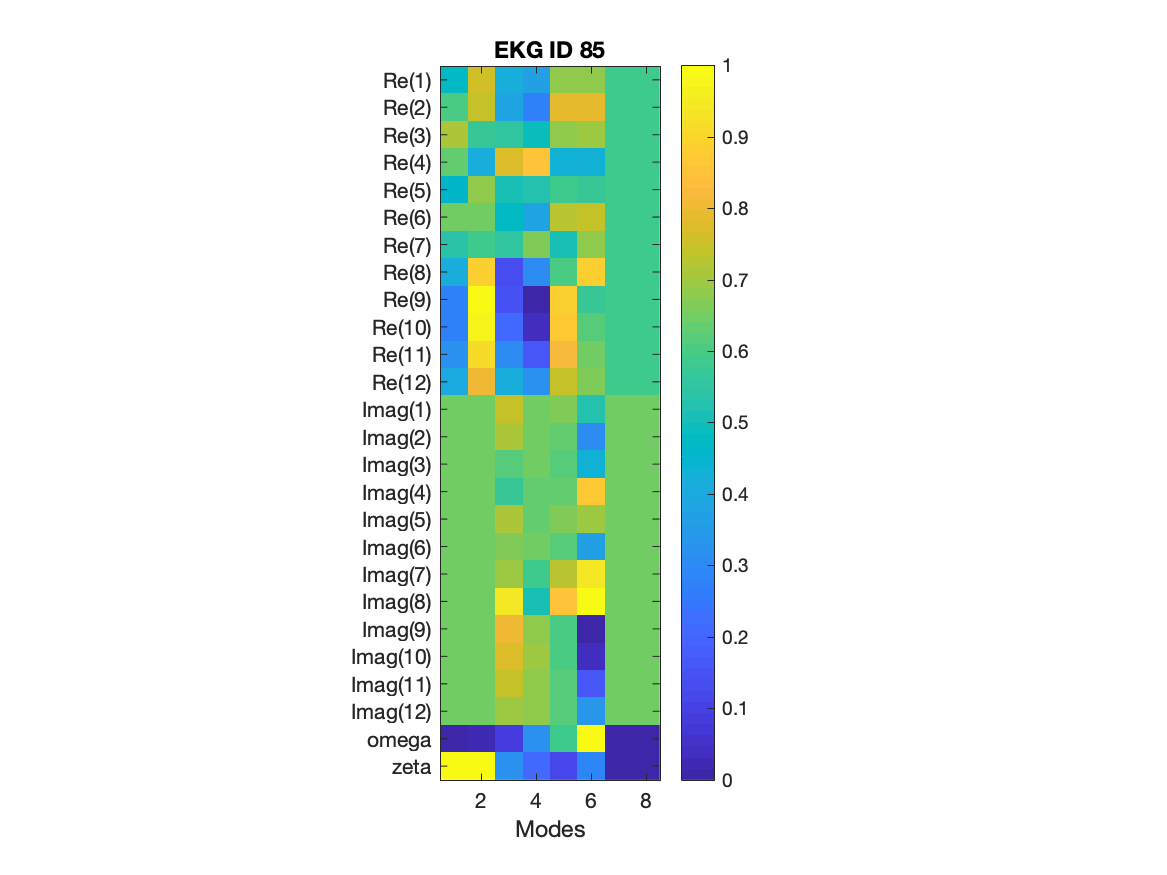 EKG ID 85
Re(1)
Re(2)
Re(3)
Re(4)
Re(5)
Re(6)
Re(7)
Re(8)
Re(9)
Re(10)
Re(11)
Re(12)
Imag(1)
Imag(2)
Imag(3)
Imag(4)
Imag(5)
Imag(6)
Imag(7)
Imag(8)
Imag(9)
Imag(10)
Imag(11)
Imag(12)
omega
zeta
2 4 6 8
Modes
1
0.9
0.8
0.7
0.6
0.5
0.4
0.3
0.2
0.1
0